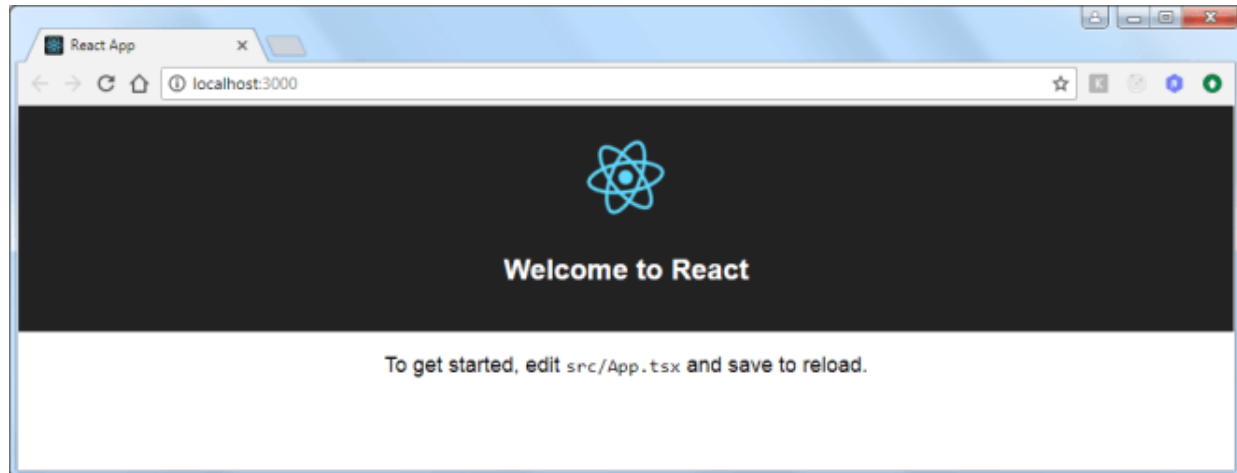 React App
localhost:3000
Welcome to React
To get started, edit src/App.tsx and save to reload.